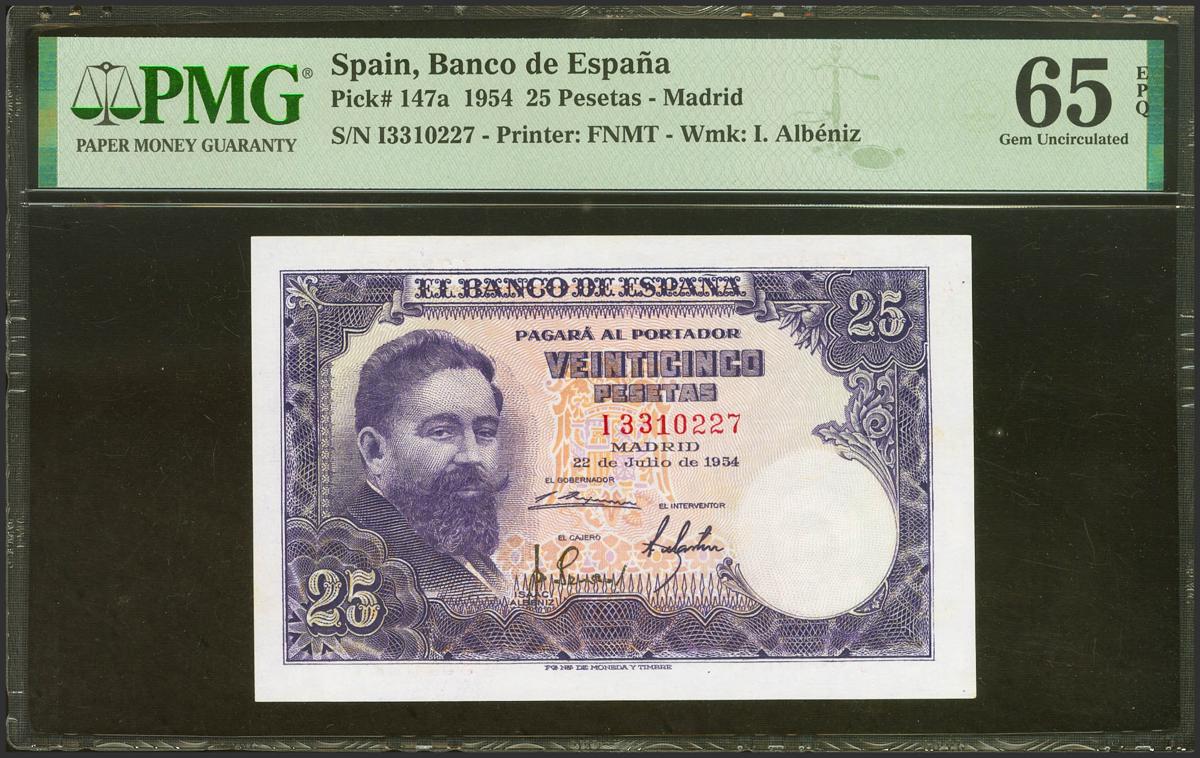 PMG®
PAPER MONEY GUARANTY
Spain, Banco de España
Pick# 147a 1954 25 Pesetas - Madrid
S/N I3310227 - Printer: FNMT - Wmk: I. Albéniz
65 EPQ
Gem Uncirculated
EL BANCO DE ESPAÑA
25
PAGARÁ AL PORTADOR
VEINTICINCO
PESETAS
I3310227
MADRID
22 de Julio de 1954
EL GOBERNADOR
EL INTERVENTOR
EL CAJERO
ISAAC
ALBENIZ
25
FCA NAL DE MONEDA Y TIMBRE